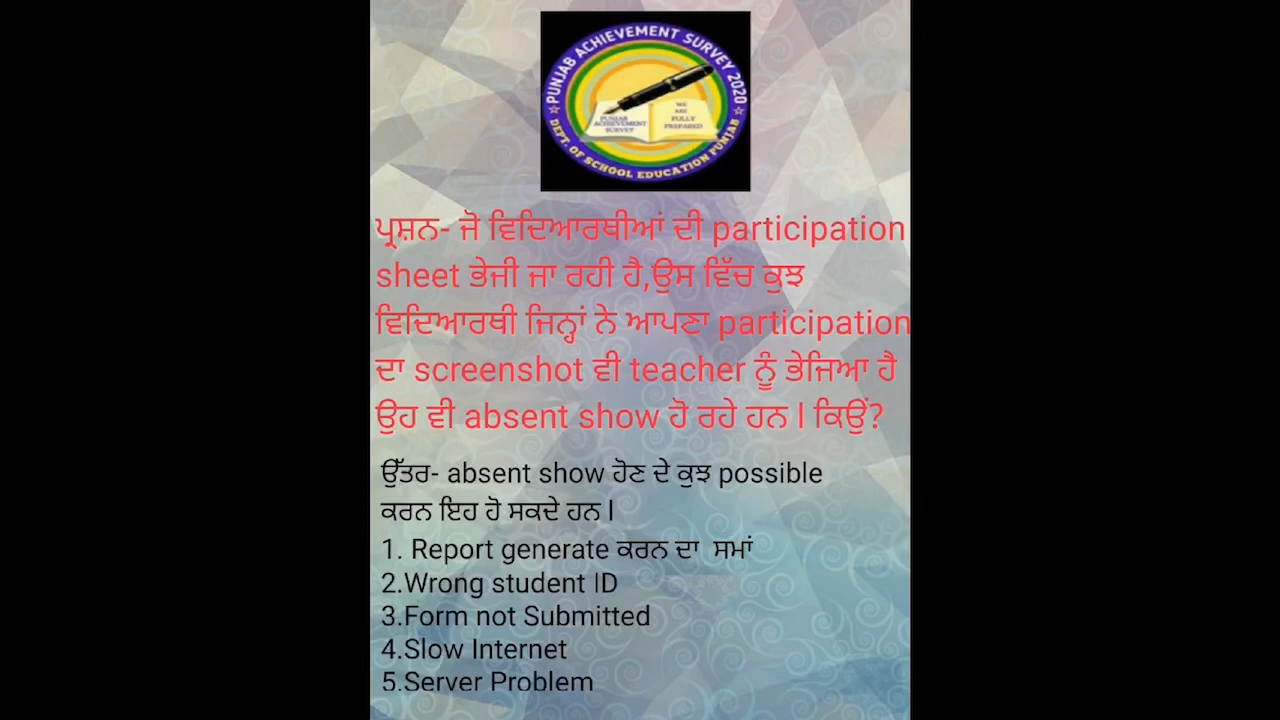 PUNJAB ACHIEVEMENT SURVEY 2020
PUNJAB
ACHIEVEMENT
SURVEY
WE
ARE
FULLY
PREPARED
DEPT. OF SCHOOL EDUCATION PUNJAB
ਪ੍ਰਸ਼ਨ- ਜੋ ਵਿਦਿਆਰਥੀਆਂ ਦੀ participation
sheet ਭੇਜੀ ਜਾ ਰਹੀ ਹੈ,ਉਸ ਵਿੱਚ ਕੁਝ
ਵਿਦਿਆਰਥੀ ਜਿਨ੍ਹਾਂ ਨੇ ਆਪਣਾ participation
ਦਾ screenshot ਵੀ teacher ਨੂੰ ਭੇਜਿਆ ਹੈ
ਉਹ ਵੀ absent show ਹੋ ਰਹੇ ਹਨ l ਕਿਉਂ?
ਉੱਤਰ- absent show ਹੋਣ ਦੇ ਕੁਝ possible
ਕਰਨ ਇਹ ਹੋ ਸਕਦੇ ਹਨ l
1. Report generate ਕਰਨ ਦਾ  ਸਮਾਂ
2.Wrong student ID
3.Form not Submitted
4.Slow Internet
5.Server Problem